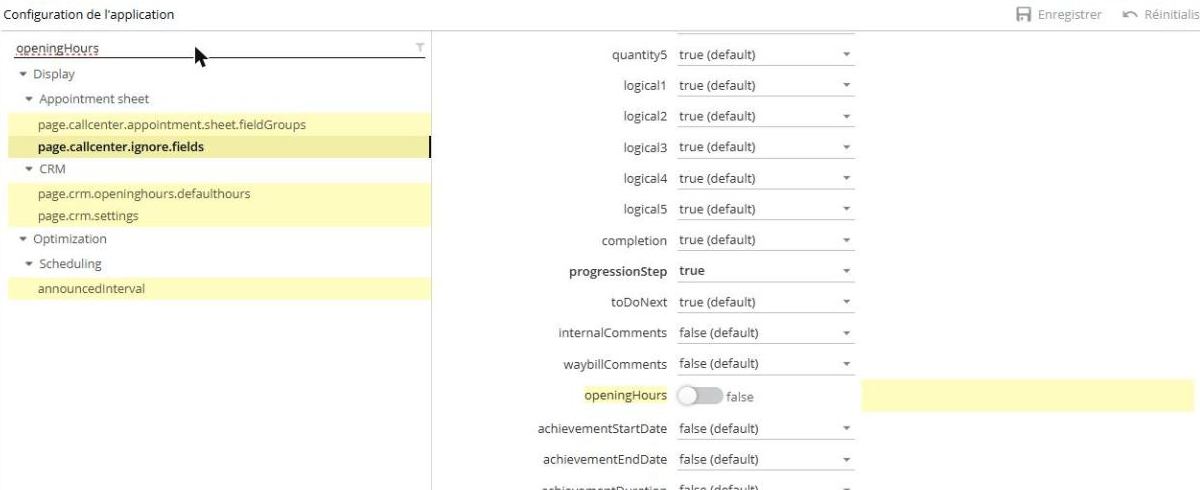 Configuration de l'application
Enregistrer
Réinitialis
openingHours
Display
Appointment sheet
page.callcenter.appointment.sheet.fieldGroups
page.callcenter.ignore.fields
CRM
page.crm.openinghours.defaulthours
page.crm.settings
Optimization
Scheduling
announcedInterval
quantity5 true (default)
logical1 true (default)
logical2 true (default)
logical3 true (default)
logical4 true (default)
logical5 true (default)
completion true (default)
progressionStep true
toDoNext true (default)
internalComments false (default)
waybillComments false (default)
openingHours false
achievementStartDate false (default)
achievementEndDate false (default)
achievementDuration false (default)